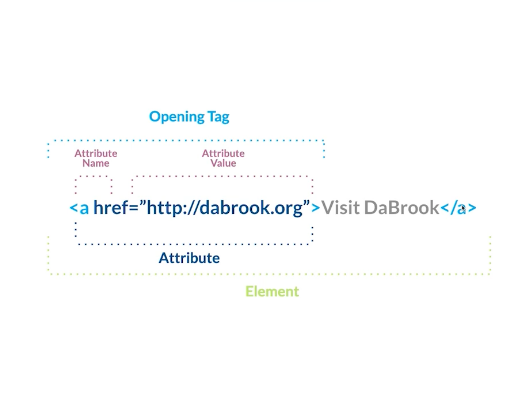 Opening Tag
Attribute
Name
Attribute
Value
<a href=”http://dabrook.org”>Visit DaBrook</a>
Attribute
Element